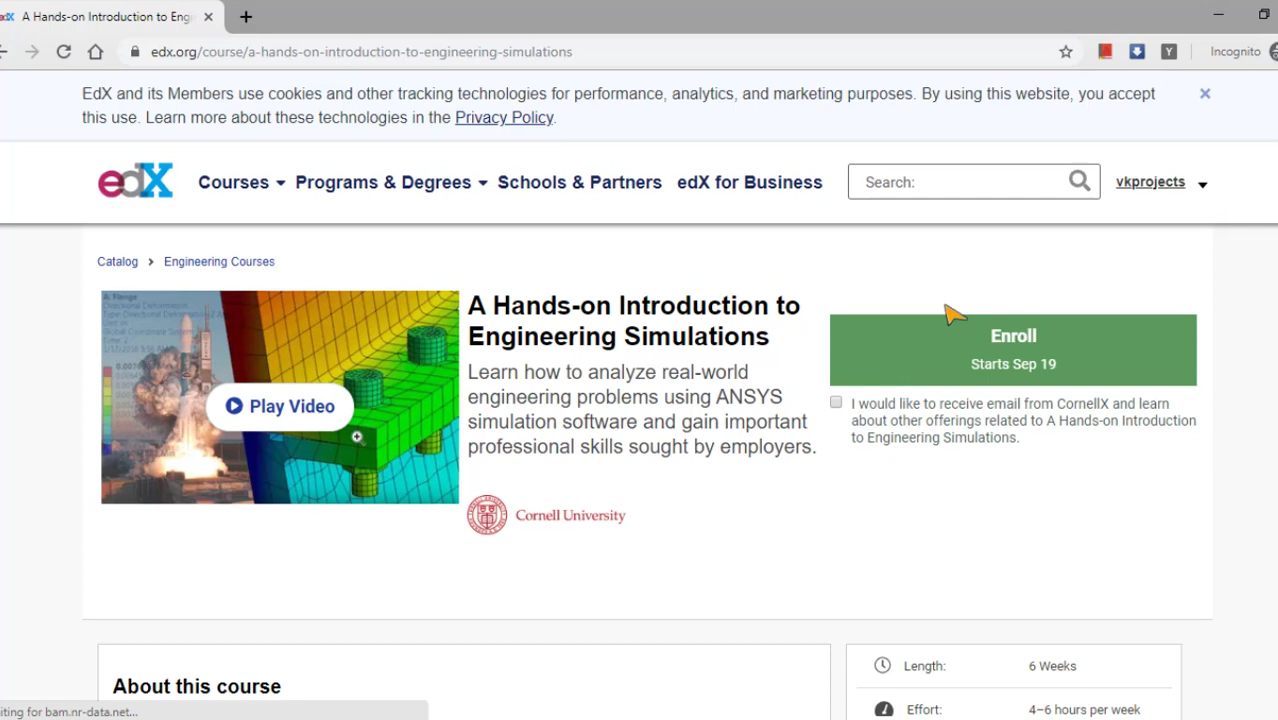 A Hands-on Introduction to Eng
edx.org/course/a-hands-on-introduction-to-engineering-simulations
Y
Incognito
EdX and its Members use cookies and other tracking technologies for performance, analytics, and marketing purposes. By using this website, you accept
this use. Learn more about these technologies in the Privacy Policy.
edX
Courses
Programs & Degrees
Schools & Partners
edX for Business
Search:
vkprojects
Catalog
Engineering Courses
A: Flange
Play Video
A Hands-on Introduction to
Engineering Simulations
Learn how to analyze real-world
engineering problems using ANSYS
simulation software and gain important
professional skills sought by employers.
Cornell University
Enroll
Starts Sep 19
I would like to receive email from CornellX and learn
about other offerings related to A Hands-on Introduction
to Engineering Simulations.
About this course
Length: 6 Weeks
Effort: 4–6 hours per week
iting for bam.nr-data.net...